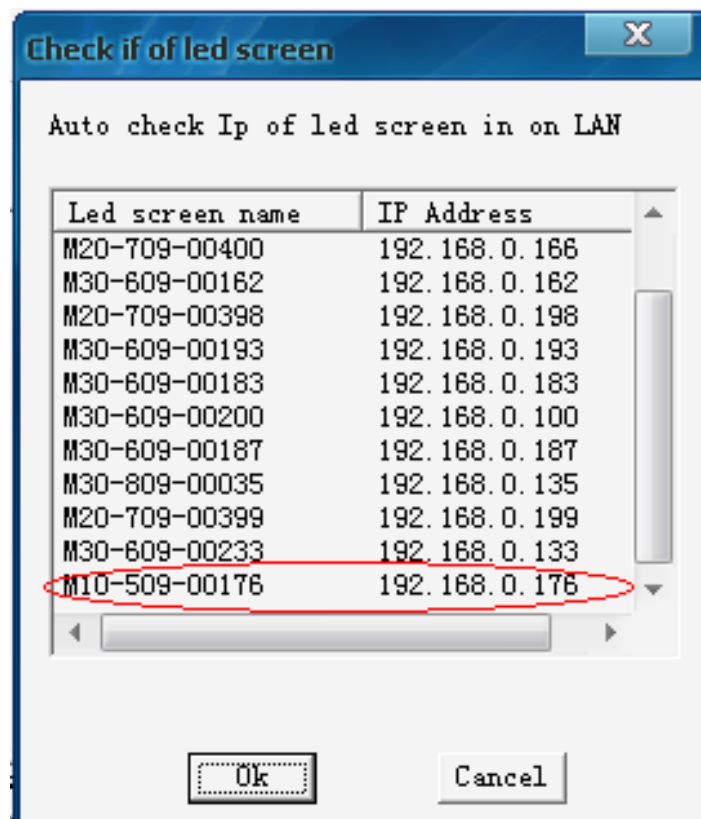 Check if of led screen
Auto check Ip of led screen in on LAN
Led screen name IP Address
M20-709-00400 192.168.0.166
M30-609-00162 192.168.0.162
M20-709-00398 192.168.0.198
M30-609-00193 192.168.0.193
M30-609-00183 192.168.0.183
M30-609-00200 192.168.0.100
M30-609-00187 192.168.0.187
M30-809-00035 192.168.0.135
M20-709-00399 192.168.0.199
M30-609-00233 192.168.0.133
M10-509-00176 192.168.0.176
Ok Cancel